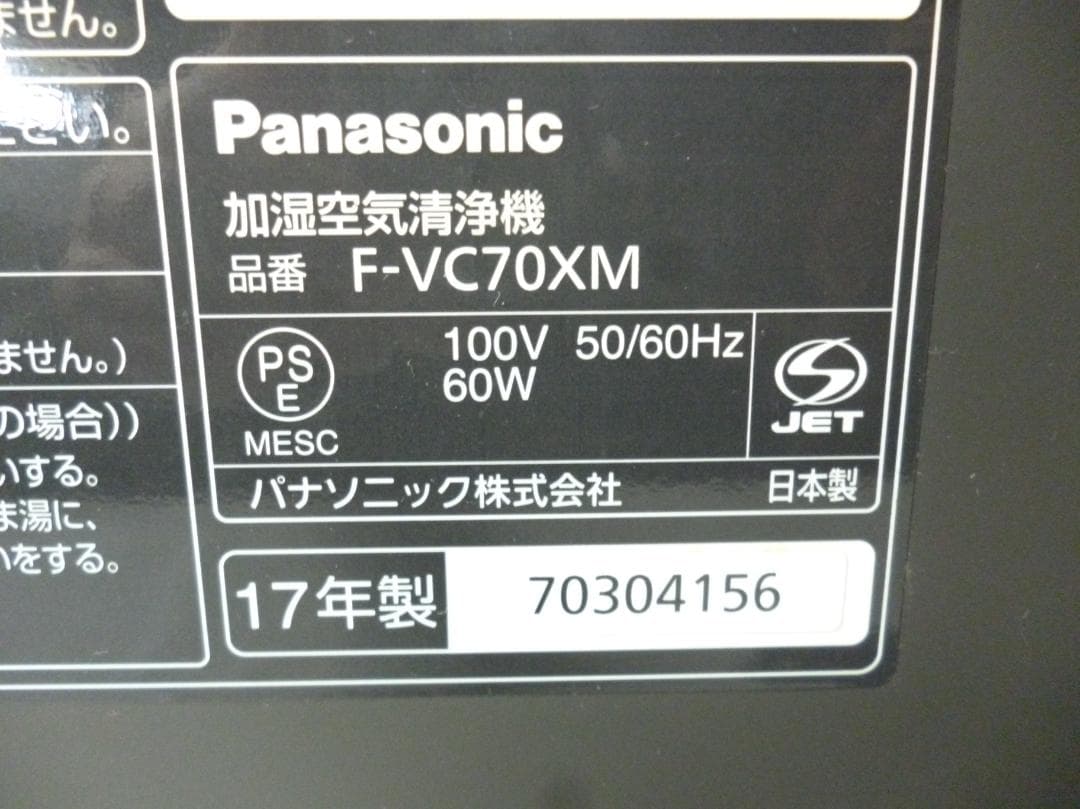 ません。
ださい。
ません。)
の場合))
いする。
ま湯に、
いをする。
Panasonic
加湿空気清浄機
品番 F-VC70XM
PS
E
MESC
100V 50/60Hz
60W
JET
パナソニック株式会社
日本製
17年製 70304156